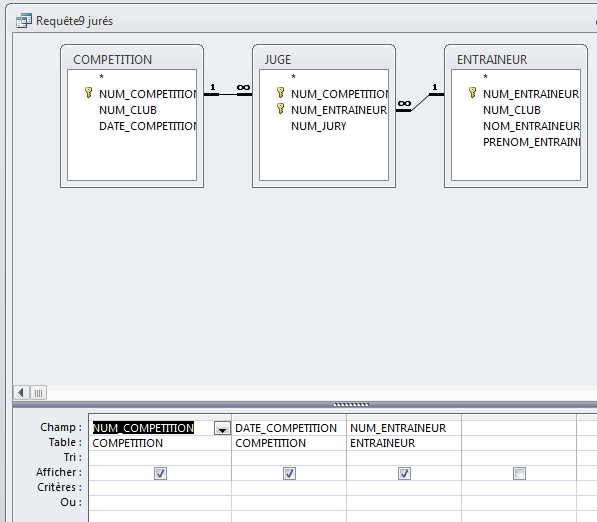 Requête9 jurés
COMPETITION
*
NUM_COMPETITION
NUM_CLUB
DATE_COMPETITION
JUGE
*
NUM_COMPETITION
NUM_ENTRAINEUR
NUM_JURY
ENTRAINEUR
*
NUM_ENTRAINEUR
NUM_CLUB
NOM_ENTRAINEUR
PRENOM_ENTRAIN
1 ∞
∞ 1
Champ : NUM_COMPETITION DATE_COMPETITION NUM_ENTRAINEUR
Table : COMPETITION COMPETITION ENTRAINEUR
Tri :
Afficher :
Critères :
Ou :